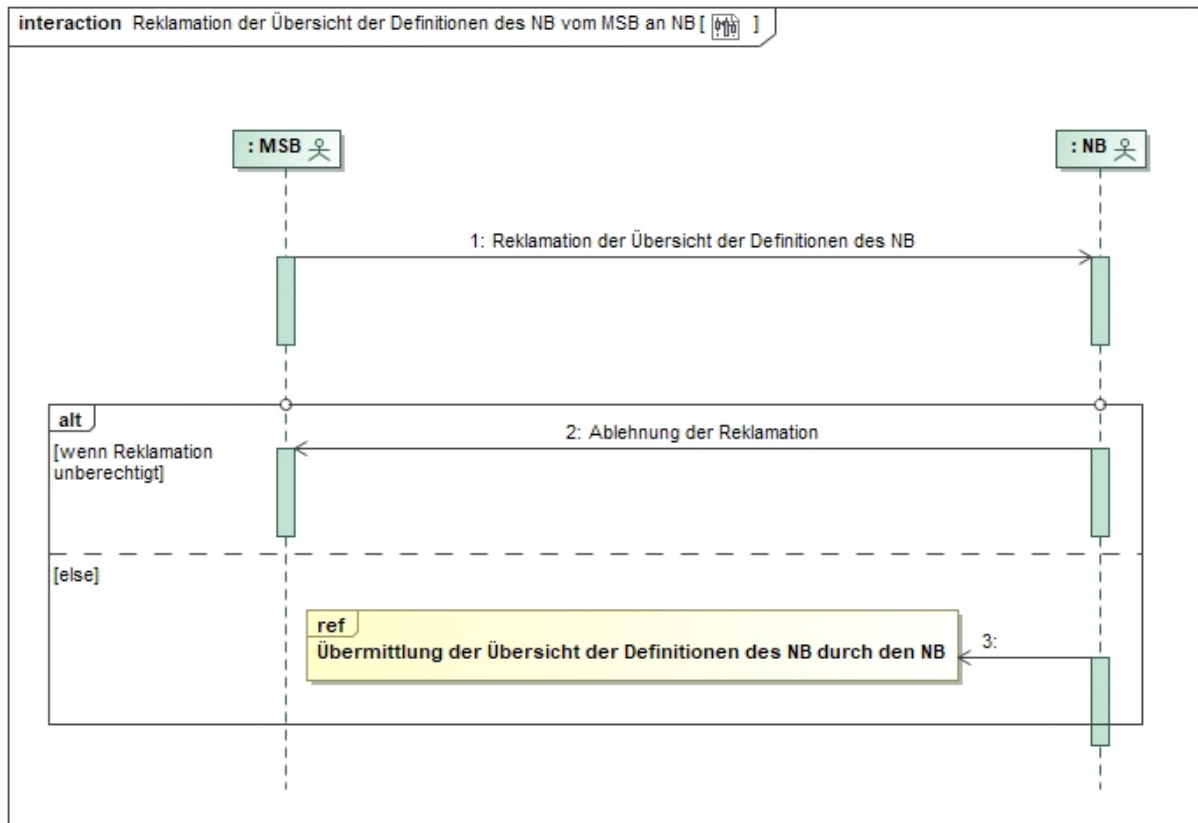 interaction Reklamation der Übersicht der Definitionen des NB vom MSB an NB [ ]
: MSB
: NB
1: Reklamation der Übersicht der Definitionen des NB
alt
[wenn Reklamation
unberechtigt]
2: Ablehnung der Reklamation
[else]
ref
Übermittlung der Übersicht der Definitionen des NB durch den NB
3: